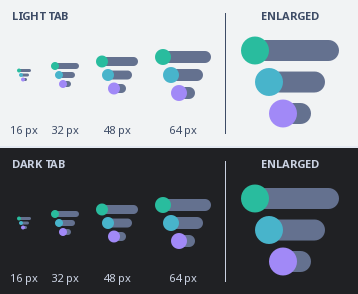 LIGHT TAB ENLARGED
16 px 32 px 48 px 64 px
DARK TAB ENLARGED
16 px 32 px 48 px 64 px